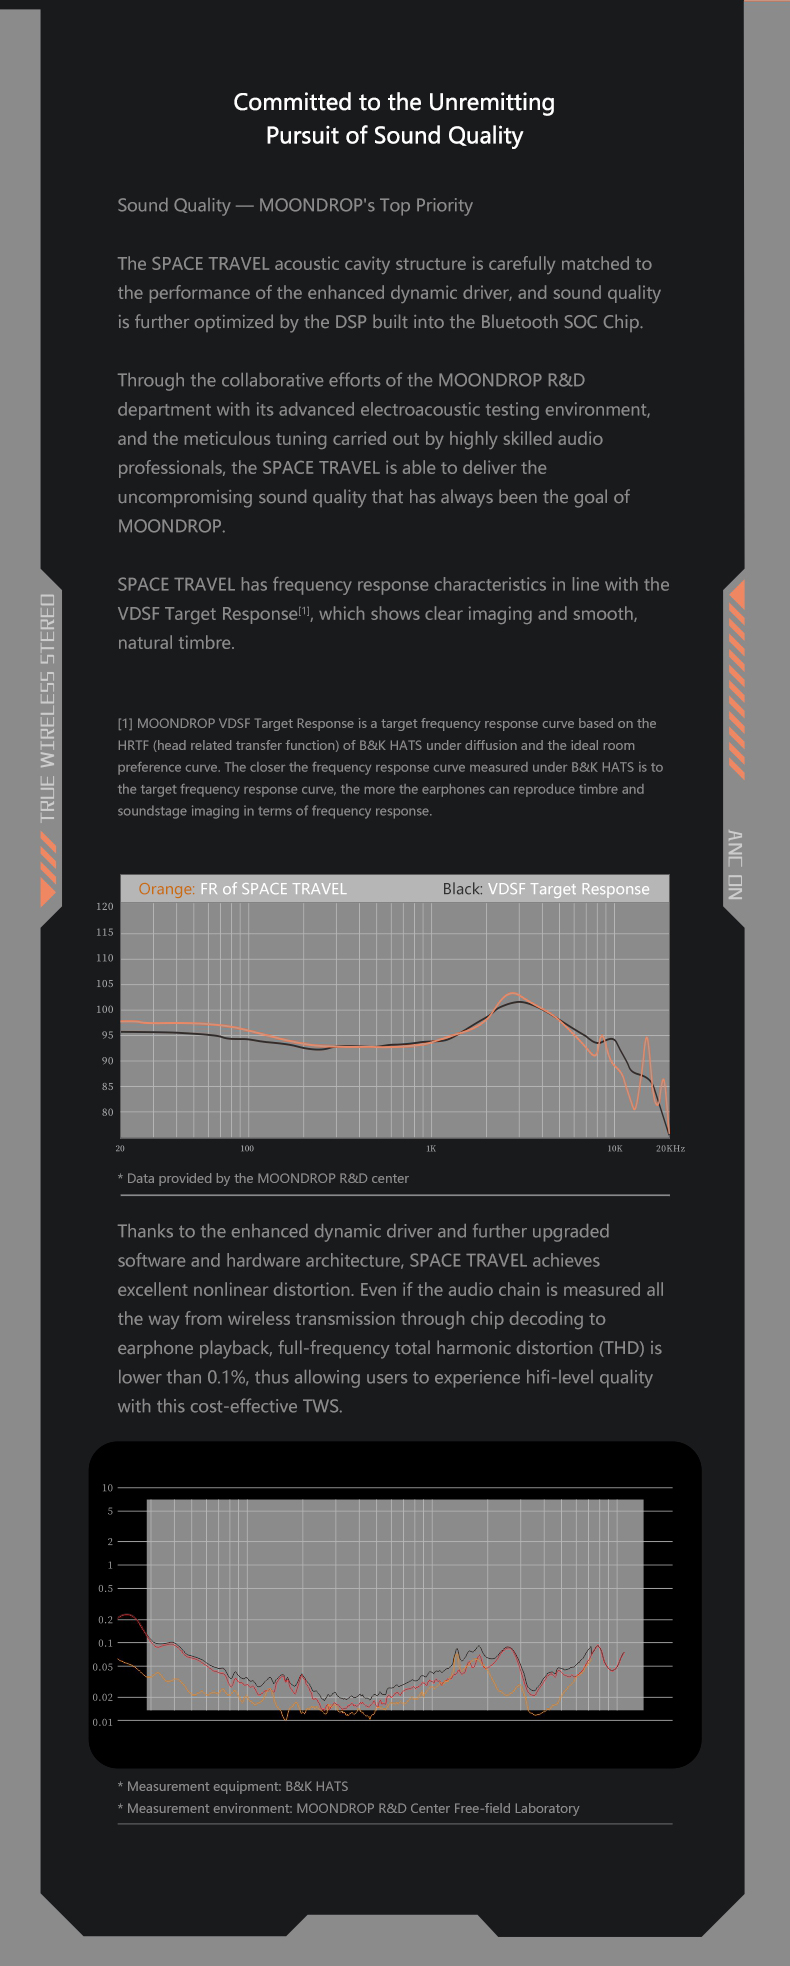 Committed to the Unremitting
Pursuit of Sound Quality
Sound Quality — MOONDROP's Top Priority
The SPACE TRAVEL acoustic cavity structure is carefully matched to
the performance of the enhanced dynamic driver, and sound quality
is further optimized by the DSP built into the Bluetooth SOC Chip.
Through the collaborative efforts of the MOONDROP R&D
department with its advanced electroacoustic testing environment,
and the meticulous tuning carried out by highly skilled audio
professionals, the SPACE TRAVEL is able to deliver the
uncompromising sound quality that has always been the goal of
MOONDROP.
SPACE TRAVEL has frequency response characteristics in line with the
VDSF Target Response[1], which shows clear imaging and smooth,
natural timbre.
TRUE WIRELESS STEREO
ANC ON
[1] MOONDROP VDSF Target Response is a target frequency response curve based on the
HRTF (head related transfer function) of B&K HATS under diffusion and the ideal room
preference curve. The closer the frequency response curve measured under B&K HATS is to
the target frequency response curve, the more the earphones can reproduce timbre and
soundstage imaging in terms of frequency response.
Orange: FR of SPACE TRAVEL Black: VDSF Target Response
120
115
110
105
100
95
90
85
80
20 100 1K 10K 20KHz
* Data provided by the MOONDROP R&D center
Thanks to the enhanced dynamic driver and further upgraded
software and hardware architecture, SPACE TRAVEL achieves
excellent nonlinear distortion. Even if the audio chain is measured all
the way from wireless transmission through chip decoding to
earphone playback, full-frequency total harmonic distortion (THD) is
lower than 0.1%, thus allowing users to experience hifi-level quality
with this cost-effective TWS.
10
5
2
1
0.5
0.2
0.1
0.05
0.02
0.01
* Measurement equipment: B&K HATS
* Measurement environment: MOONDROP R&D Center Free-field Laboratory